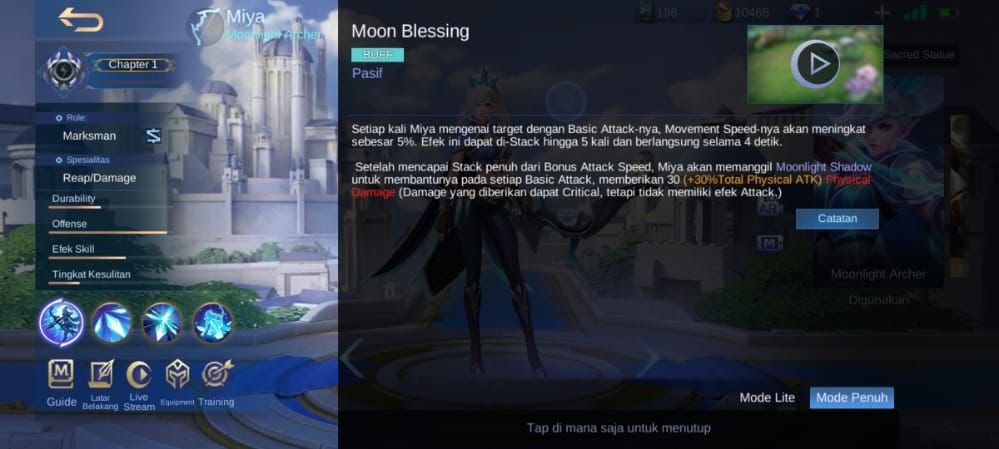 Miya
Moonlight Archer
Chapter 1
Role:
Marksman
Spesialitas
Reap/Damage
Durability
Offense
Efek Skill
Tingkat Kesulitan
M
Guide
Latar Belakang
Live Stream
Equipment
Training
Moon Blessing
BUFF
Pasif
Setiap kali Miya mengenai target dengan Basic Attack-nya, Movement Speed-nya akan meningkat
sebesar 5%. Efek ini dapat di-Stack hingga 5 kali dan berlangsung selama 4 detik.
Setelah mencapai Stack penuh dari Bonus Attack Speed, Miya akan memanggil Moonlight Shadow
untuk membantunya pada setiap Basic Attack, memberikan 30 (+30%Total Physical ATK) Physical
Damage (Damage yang diberikan dapat Critical, tetapi tidak memiliki efek Attack.)
Catatan
Mode Lite
Mode Penuh
Tap di mana saja untuk menutup
186
10465
1
Sacred Statue
AR
M
Moonlight Archer
Digunakan